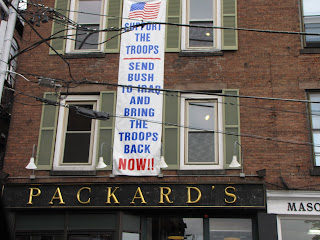 SUPPORT
THE
TROOPS
SEND
BUSH
TO IRAQ
AND
BRING
THE
TROOPS
BACK
NOW!!
PACKARD'S
MASO